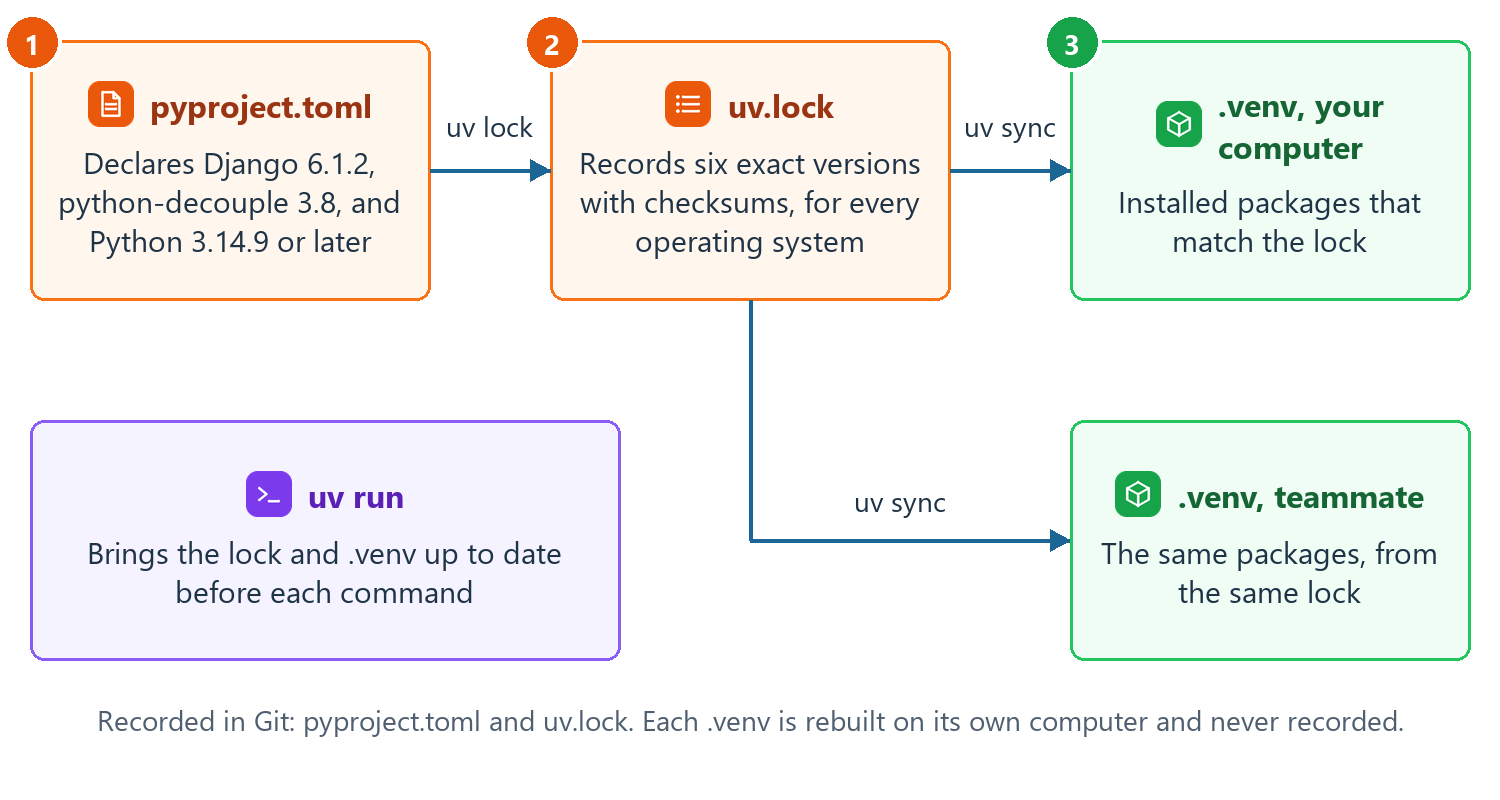 1
pyproject.toml
Declares Django 6.1.2,
python-decouple 3.8, and
Python 3.14.9 or later
uv lock
2
uv.lock
Records six exact versions
with checksums, for every
operating system
uv sync
3
.venv, your
computer
Installed packages that
match the lock
uv run
Brings the lock and .venv up to date
before each command
uv sync
.venv, teammate
The same packages, from
the same lock
Recorded in Git: pyproject.toml and uv.lock. Each .venv is rebuilt on its own computer and never recorded.